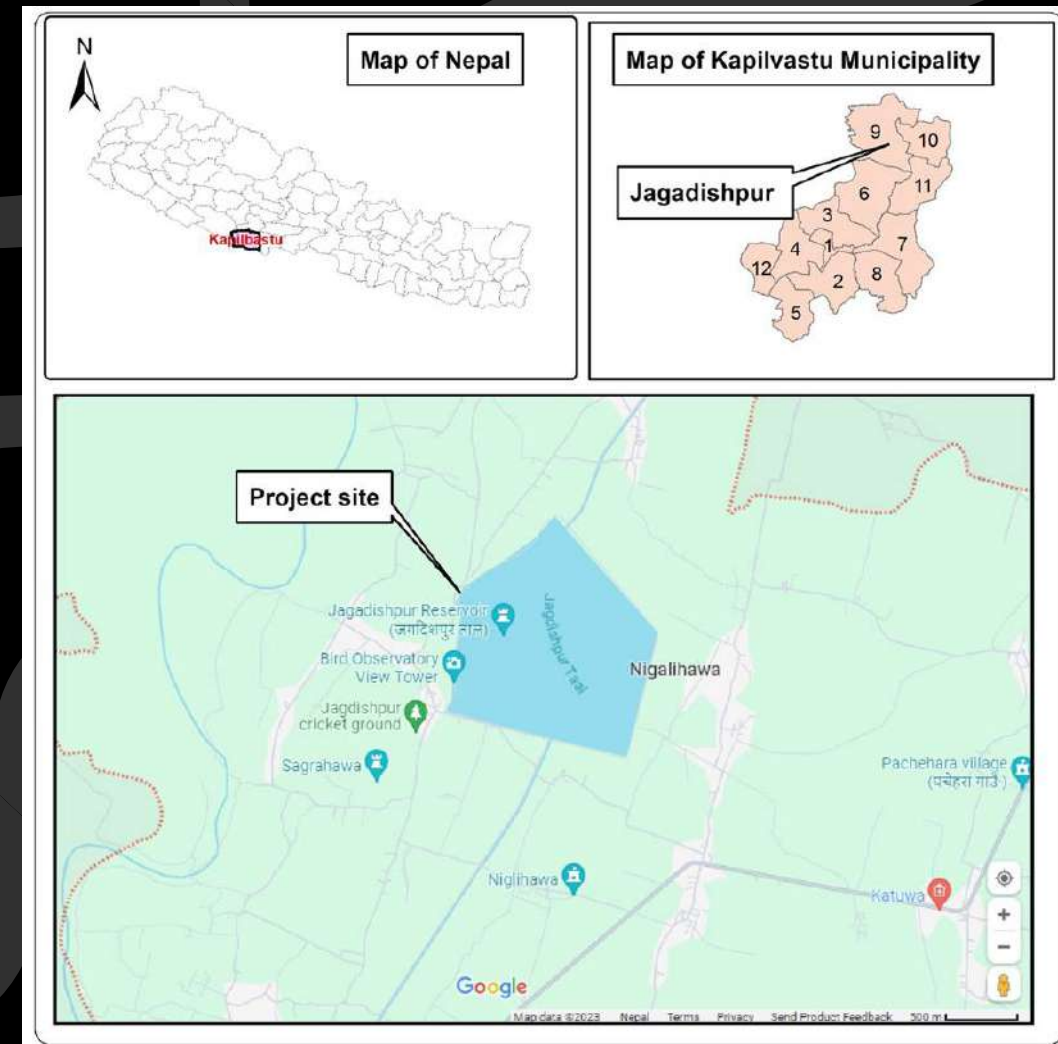 N
Map of Nepal
Kapilbastu
Map of Kapilvastu Municipality
Jagadishpur
9
10
11
6
3
4
1
7
12
2
8
5
Project site
Jagadishpur Reservoir
(जगदिशपुर ताल)
Jagdishpur Taal
Bird Observatory
View Tower
Nigalihawa
Jagdishpur
cricket ground
Sagrahawa
Pachehara village
(पचेहरा गाउँ )
Niglihawa
Katuwa
+
−
Google
Map data ©2023 Nepal Terms Privacy Send Product Feedback 500 m